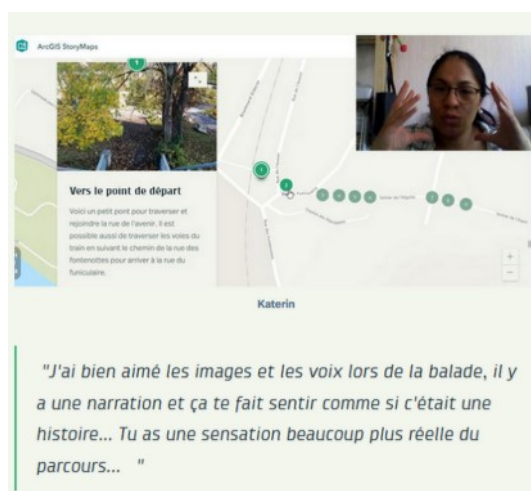 ArcGIS StoryMaps
Vers le point de départ
Voici un petit pont pour traverser et
rejoindre la rue de l'avenir. Il est
possible aussi de traverser les voies du
train en suivant le chemin de la rue des
fontenottes pour arriver à la rue du
funiculaire.
Katerin
"J'ai bien aimé les images et les voix lors de la balade, il y
a une narration et ça te fait sentir comme si c'était une
histoire... Tu as une sensation beaucoup plus réelle du
parcours... "